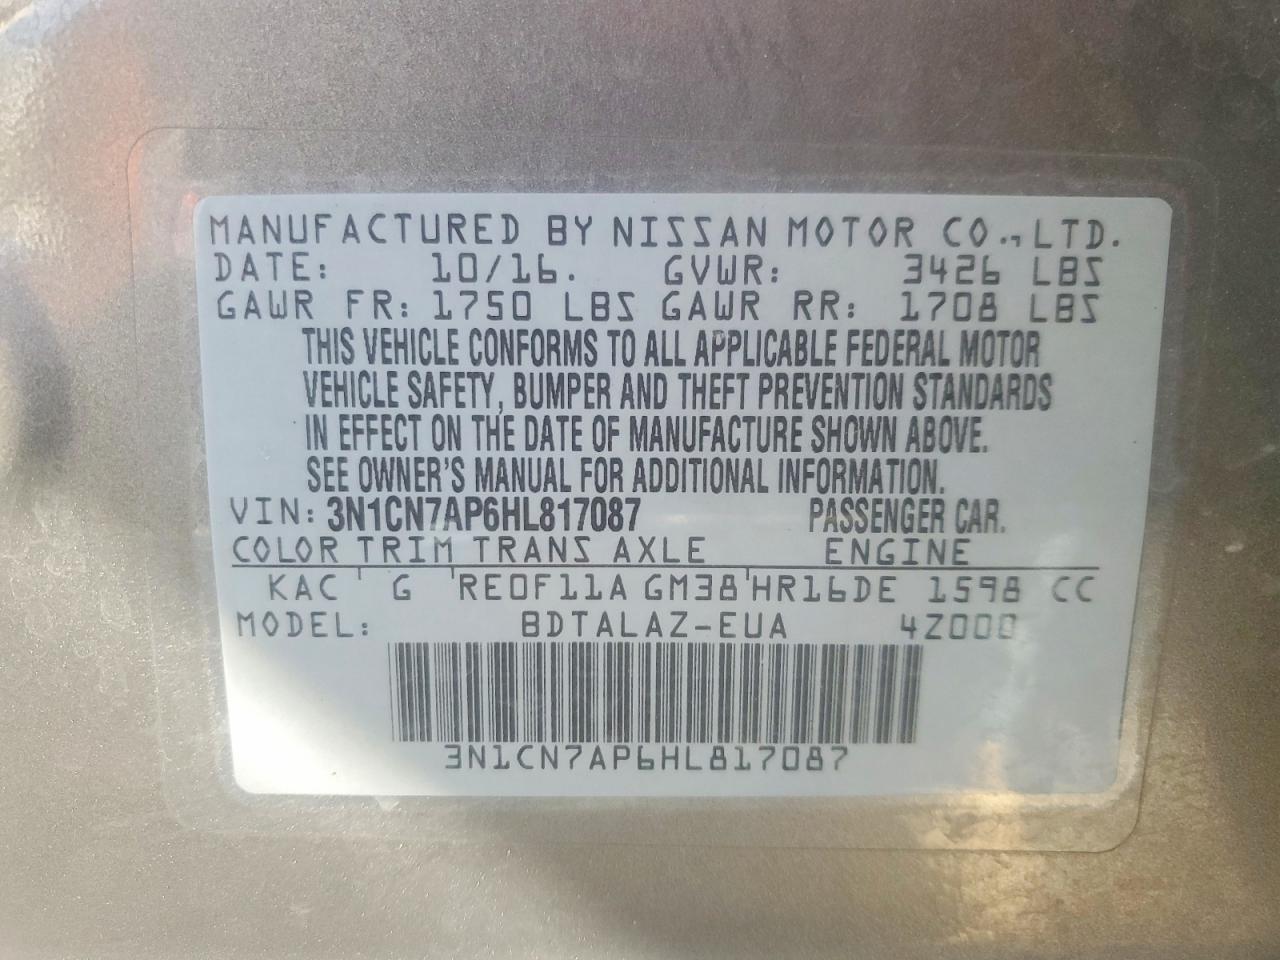 MANUFACTURED BY NISSAN MOTOR CO., LTD.
DATE: 10/16. GVWR: 3426 LBS
GAWR FR: 1750 LBS GAWR RR: 1708 LBS
THIS VEHICLE CONFORMS TO ALL APPLICABLE FEDERAL MOTOR
VEHICLE SAFETY, BUMPER AND THEFT PREVENTION STANDARDS
IN EFFECT ON THE DATE OF MANUFACTURE SHOWN ABOVE.
SEE OWNER'S MANUAL FOR ADDITIONAL INFORMATION.
VIN: 3N1CN7AP6HL817087 PASSENGER CAR.
COLOR TRIM TRANS AXLE ENGINE
KAC G RE0F11A GM38 HR16DE 1598 CC
MODEL: BDTALAZ-EUA 4Z000
3N1CN7AP6HL817087